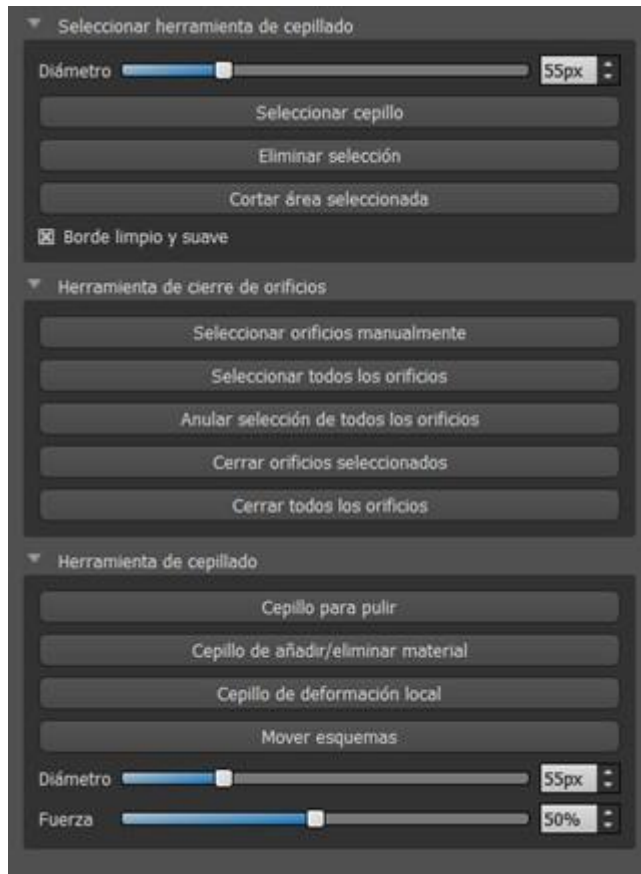 Seleccionar herramienta de cepillado
Diámetro 55px
Seleccionar cepillo
Eliminar selección
Cortar área seleccionada
Borde limpio y suave
Herramienta de cierre de orificios
Seleccionar orificios manualmente
Seleccionar todos los orificios
Anular selección de todos los orificios
Cerrar orificios seleccionados
Cerrar todos los orificios
Herramienta de cepillado
Cepillo para pulir
Cepillo de añadir/eliminar material
Cepillo de deformación local
Mover esquemas
Diámetro 55px
Fuerza 50%